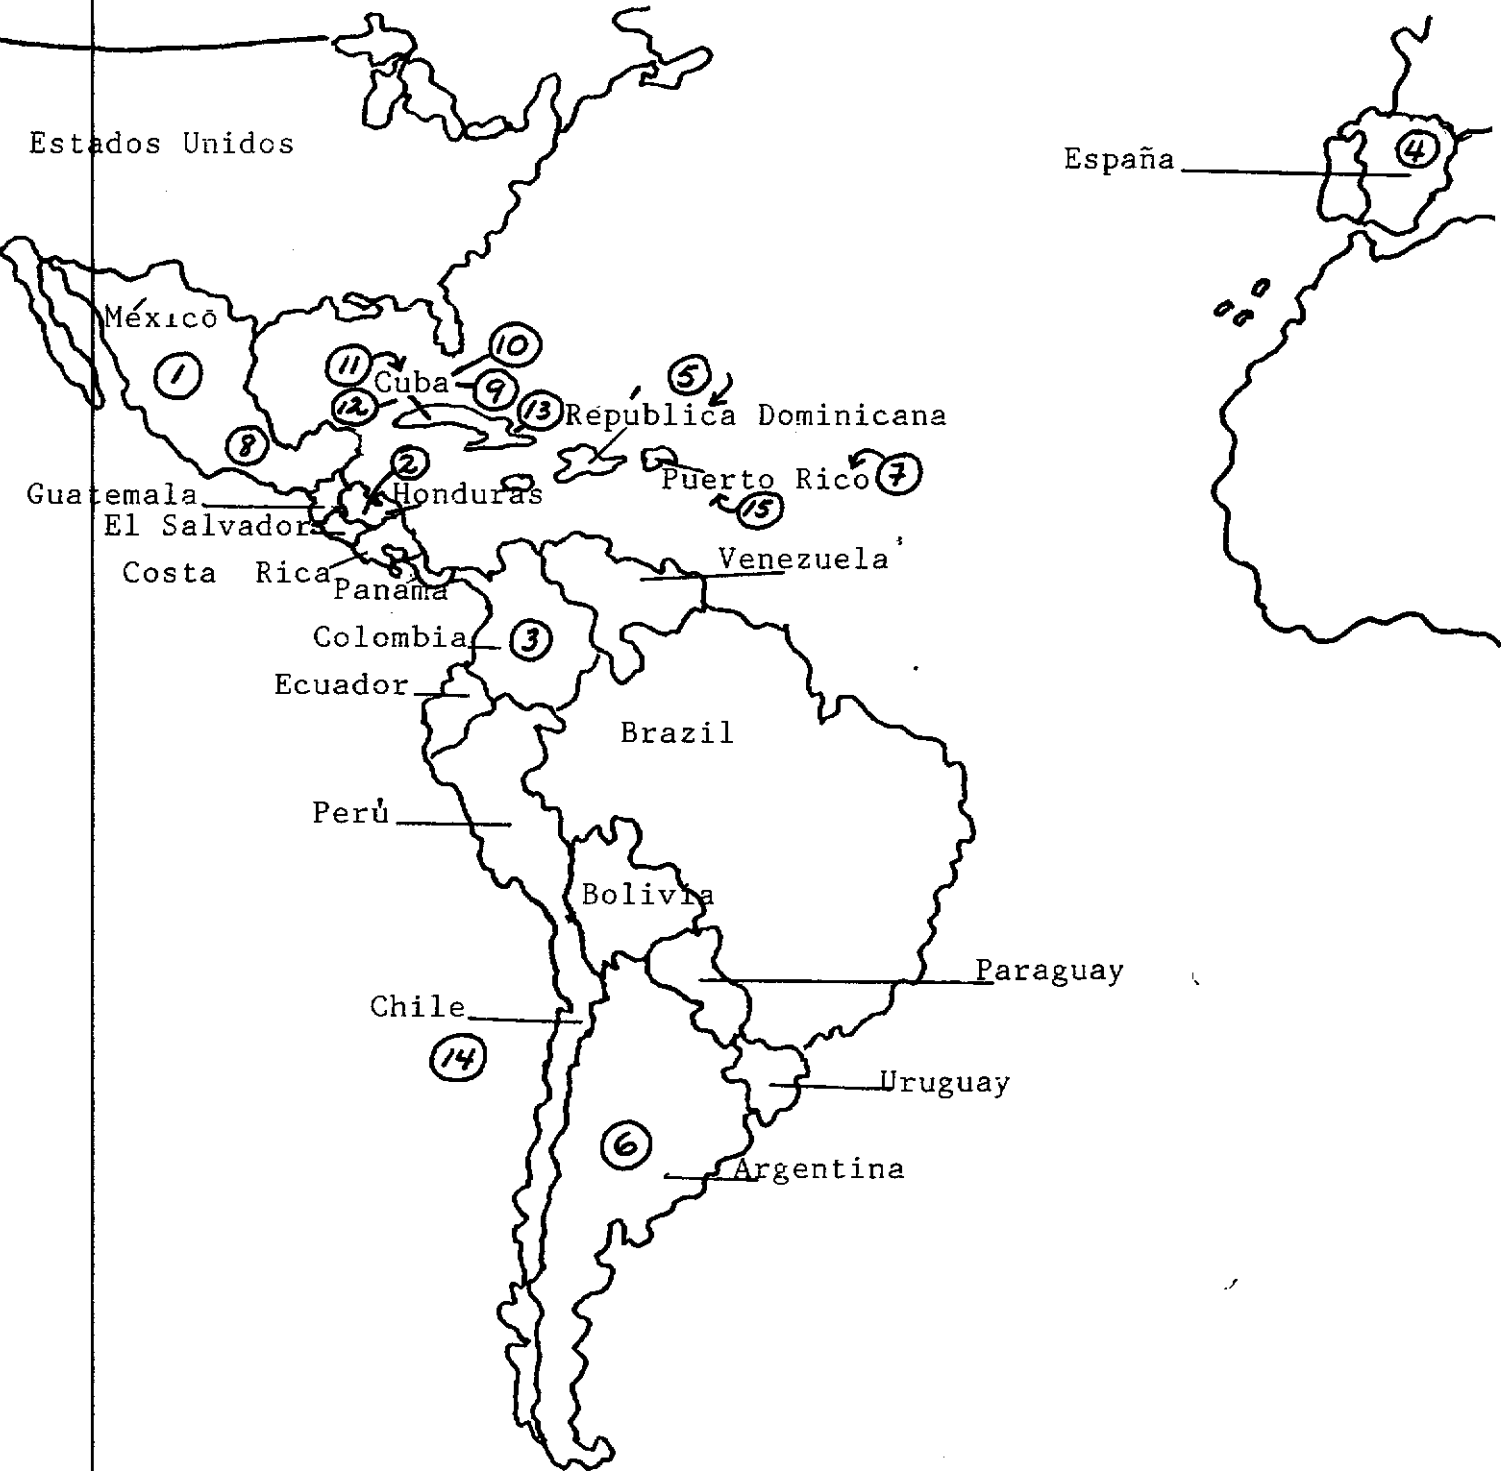 Estados Unidos
España
4
México
1
11
10
Cuba
9
12
13
5
República Dominicana
8
2
Puerto Rico
7
Guatemala
Honduras
15
El Salvador
Venezuela
Costa Rica
Panamá
Colombia
3
Ecuador
Brazil
Perú
Bolivia
Paraguay
Chile
14
Uruguay
6
Argentina